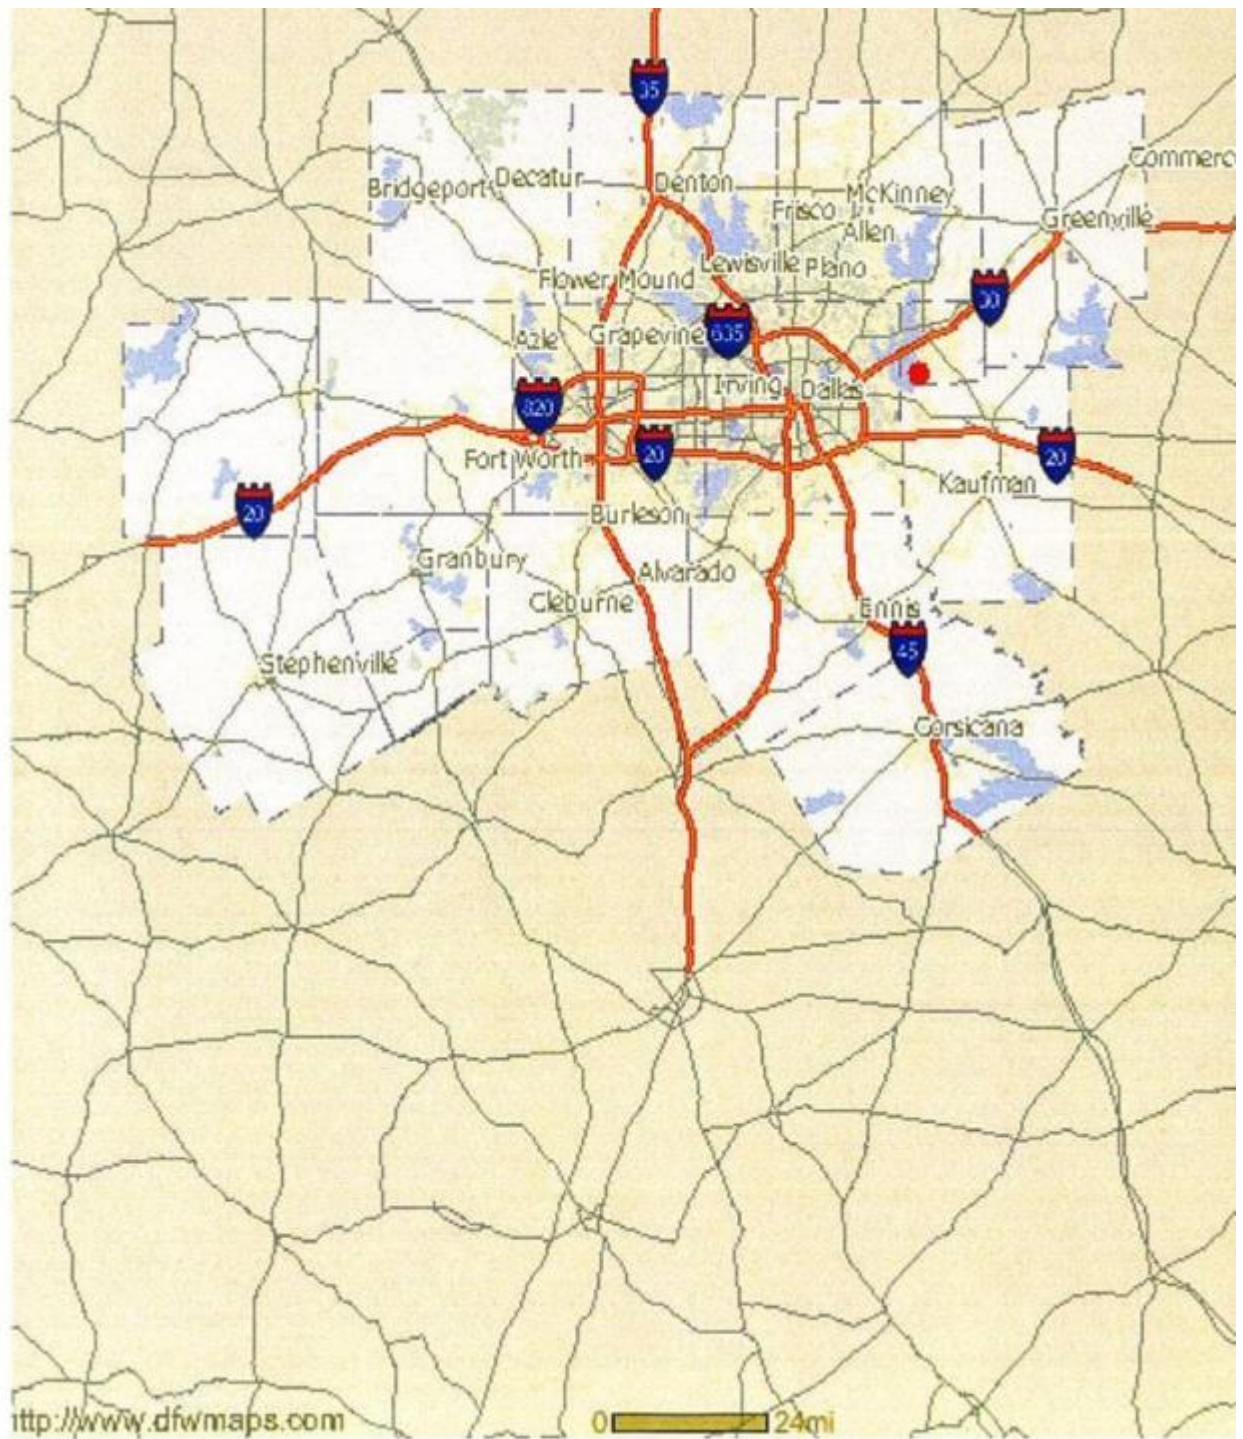 35
Commerc
Bridgeport
Decatur
Denton
McKinney
Frisco
Allen
Greenville
Lewisville
Plano
Flower Mound
30
635
Azle
Grapevine
Irving
Dallas
820
20
20
Fort Worth
Kaufman
20
Burleson
Granbury
Alvarado
Cleburne
Ennis
45
Stephenville
Corsicana
http://www.dfwmaps.com
0
24mi